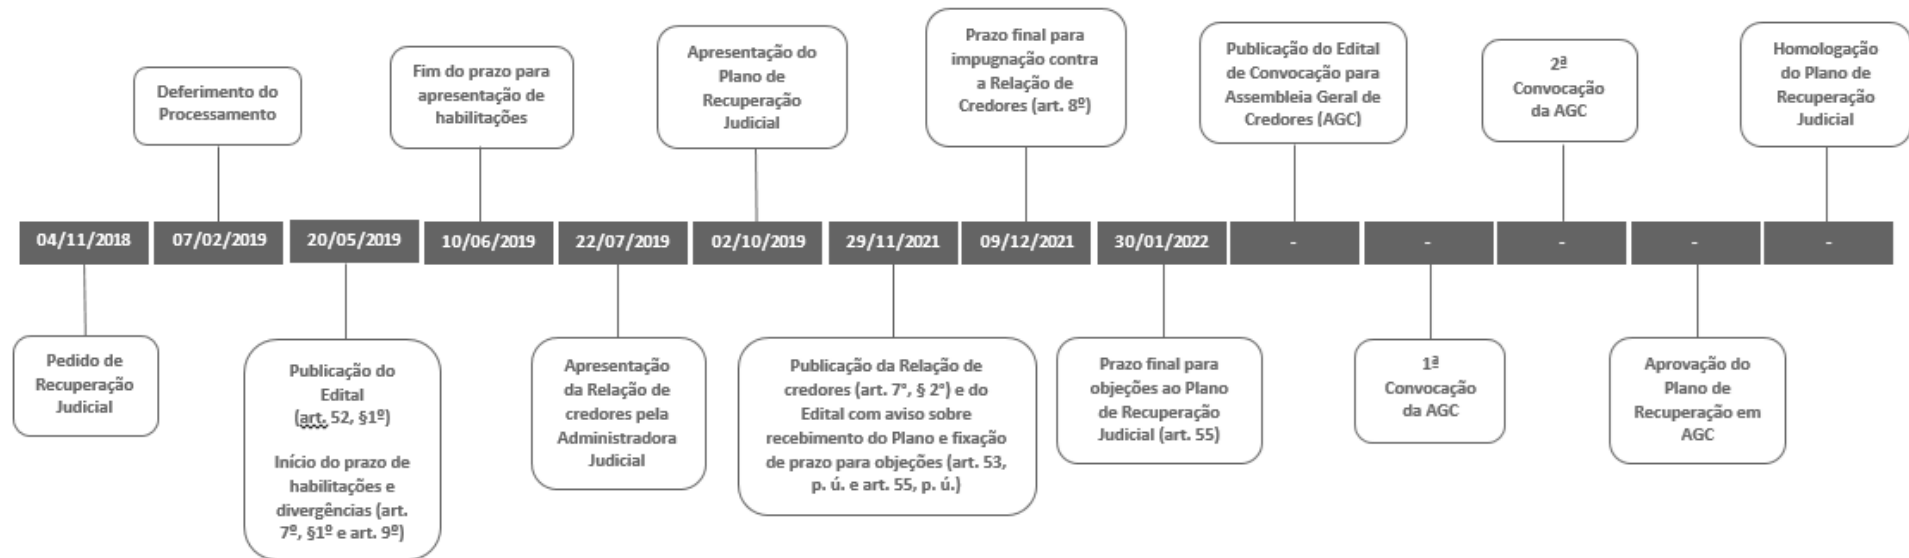 Deferimento do
Processamento
Fim do prazo para
apresentação de
habilitações
Apresentação do
Plano de
Recuperação
Judicial
Prazo final para
impugnação contra
a Relação de
Credores (art. 8º)
Publicação do Edital
de Convocação para
Assembleia Geral de
Credores (AGC)
2ª
Convocação
da AGC
Homologação
do Plano de
Recuperação
Judicial
04/11/2018 07/02/2019 20/05/2019 10/06/2019 22/07/2019 02/10/2019 29/11/2021 09/12/2021 30/01/2022 - - - - -
Pedido de
Recuperação
Judicial
Publicação do
Edital
(art. 52, §1º)
Início do prazo de
habilitações e
divergências (art.
7º, §1º e art. 9º)
Apresentação
da Relação de
credores pela
Administradora
Judicial
Publicação da Relação de
credores (art. 7°, § 2°) e do
Edital com aviso sobre
recebimento do Plano e fixação
de prazo para objeções (art. 53,
p. ú. e art. 55, p. ú.)
Prazo final para
objeções ao Plano
de Recuperação
Judicial (art. 55)
1ª
Convocação
da AGC
Aprovação do
Plano de
Recuperação em
AGC